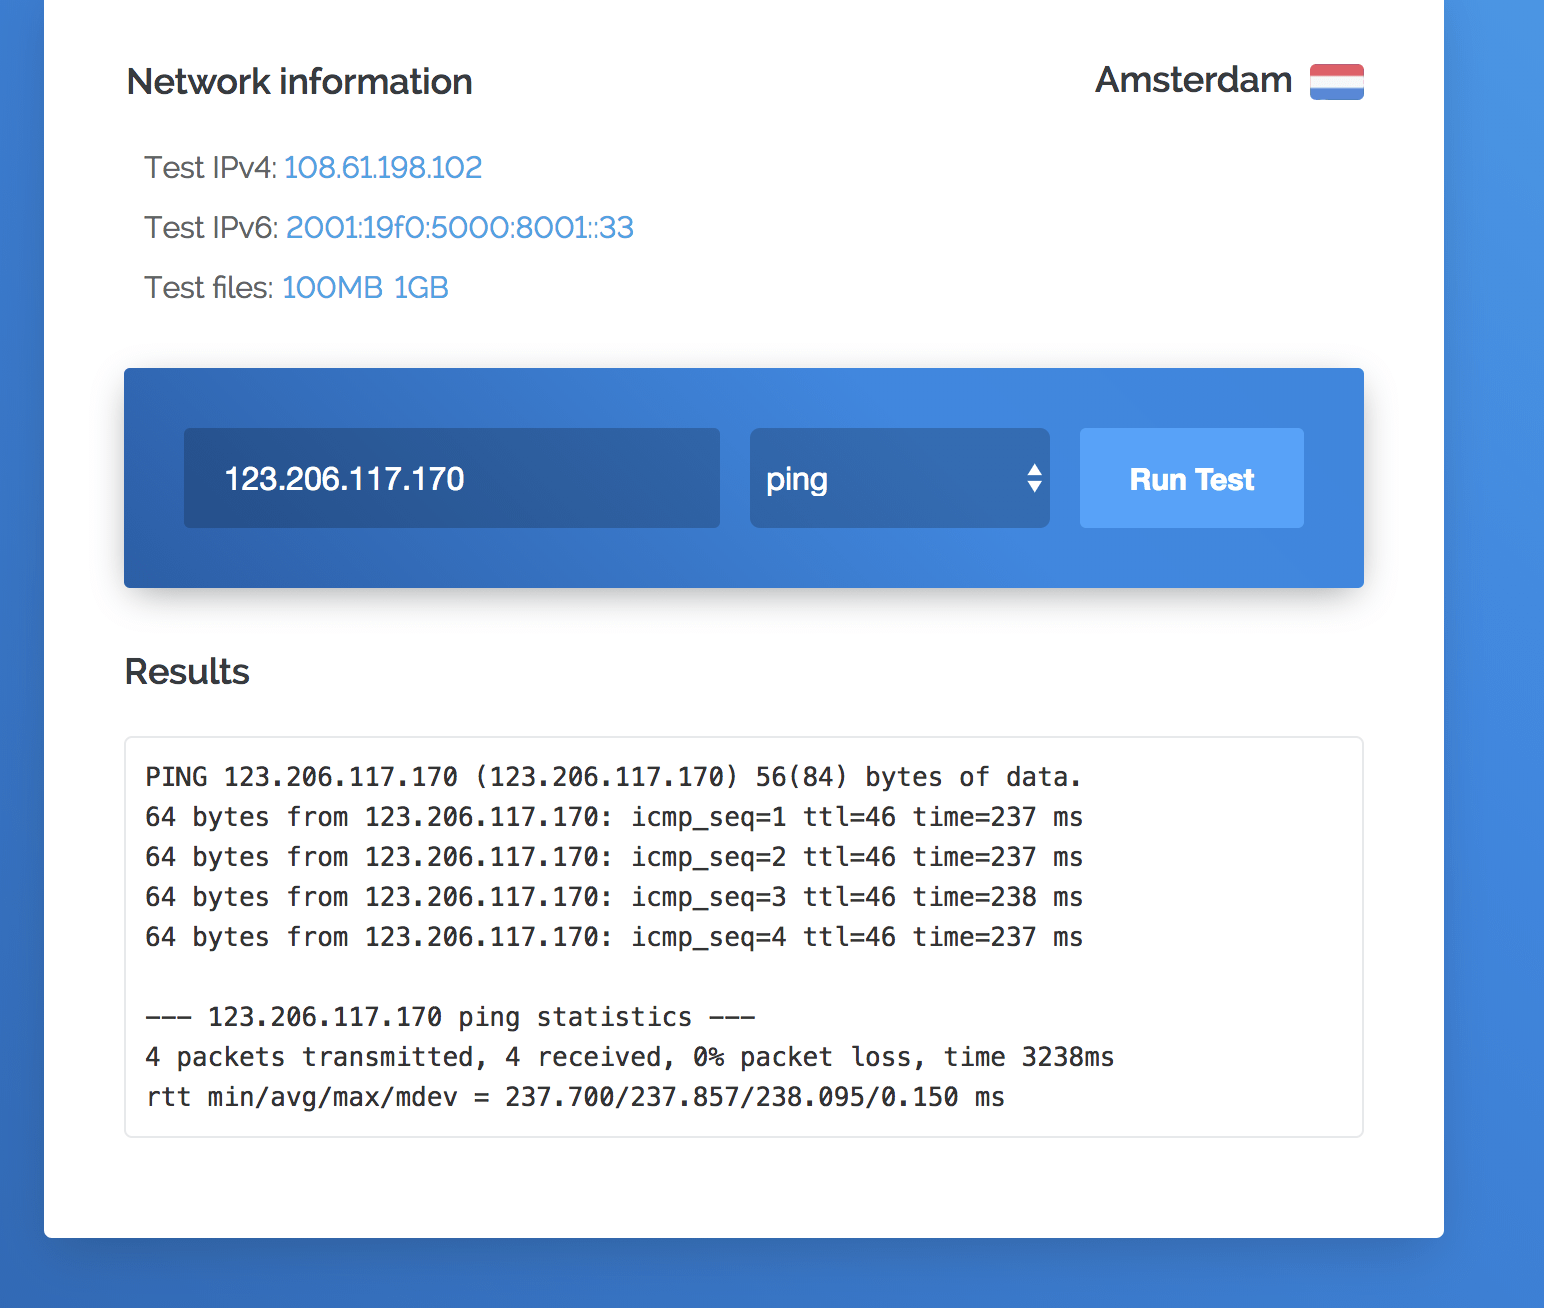 Network information
Amsterdam
Test IPv4: 108.61.198.102
Test IPv6: 2001:19f0:5000:8001::33
Test files: 100MB 1GB
123.206.117.170
ping
Run Test
Results
PING 123.206.117.170 (123.206.117.170) 56(84) bytes of data.
64 bytes from 123.206.117.170: icmp_seq=1 ttl=46 time=237 ms
64 bytes from 123.206.117.170: icmp_seq=2 ttl=46 time=237 ms
64 bytes from 123.206.117.170: icmp_seq=3 ttl=46 time=238 ms
64 bytes from 123.206.117.170: icmp_seq=4 ttl=46 time=237 ms
--- 123.206.117.170 ping statistics ---
4 packets transmitted, 4 received, 0% packet loss, time 3238ms
rtt min/avg/max/mdev = 237.700/237.857/238.095/0.150 ms